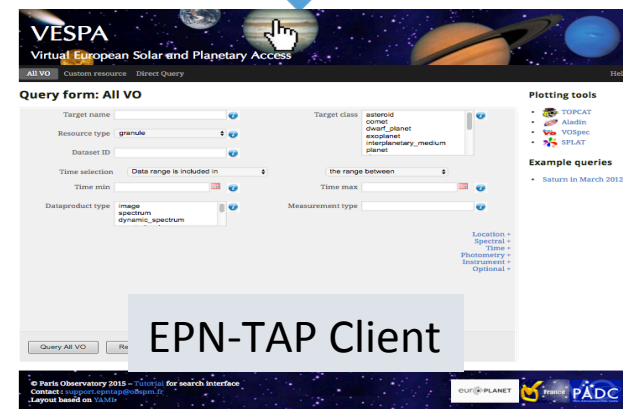 VESPA
Virtual European Solar and Planetary Access
All VO Custom resource Direct Query Hel
Query form: All VO
Target name
Target class
asteroid
comet
dwarf_planet
exoplanet
interplanetary_medium
planet
Resource type granule
Dataset ID
Time selection Data range is included in the range between
Time min Time max
Dataproduct type
image
spectrum
dynamic_spectrum
Measurement type
Location +
Spectral +
Time +
Photometry +
Instrument +
Optional +
Plotting tools
TOPCAT
Aladin
VOSpec
SPLAT
Example queries
Saturn in March 2012
EPN-TAP Client
Query All VO Re
© Paris Observatory 2015 – Tutorial for search interface
Contact : support.epntap@obspm.fr
Layout based on YAML
europLANET France PADC